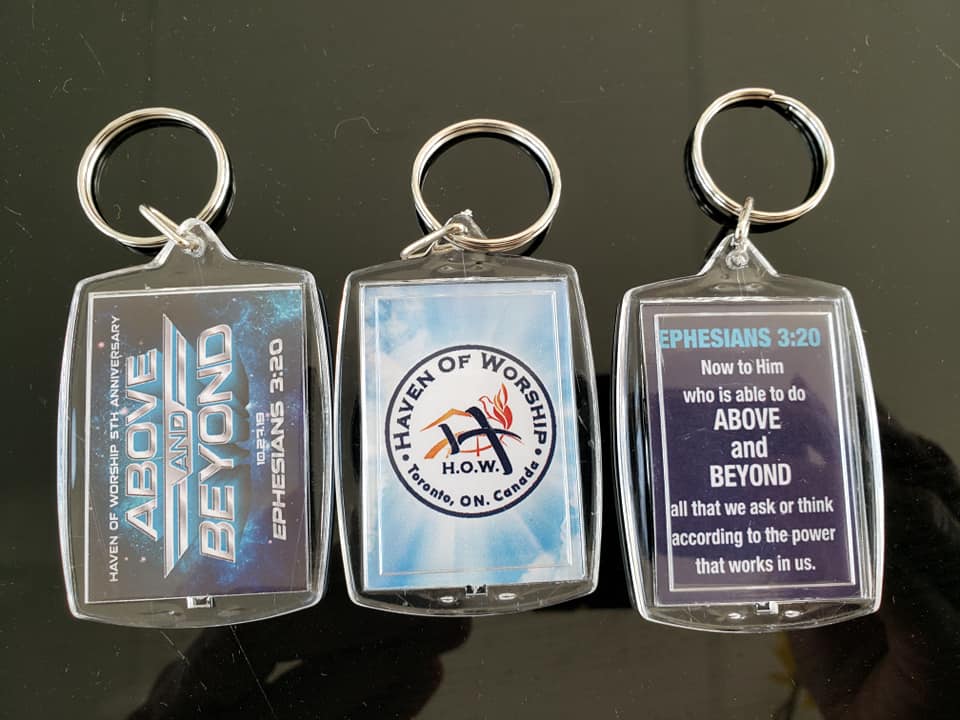 HAVEN OF WORSHIP 5TH ANNIVERSARY
ABOVE
AND
BEYOND
10.27.19
EPHESIANS 3:20
HAVEN OF WORSHIP
H.O.W.
Toronto, ON. Canada
EPHESIANS 3:20
Now to Him
who is able to do
ABOVE
and
BEYOND
all that we ask or think
according to the power
that works in us.